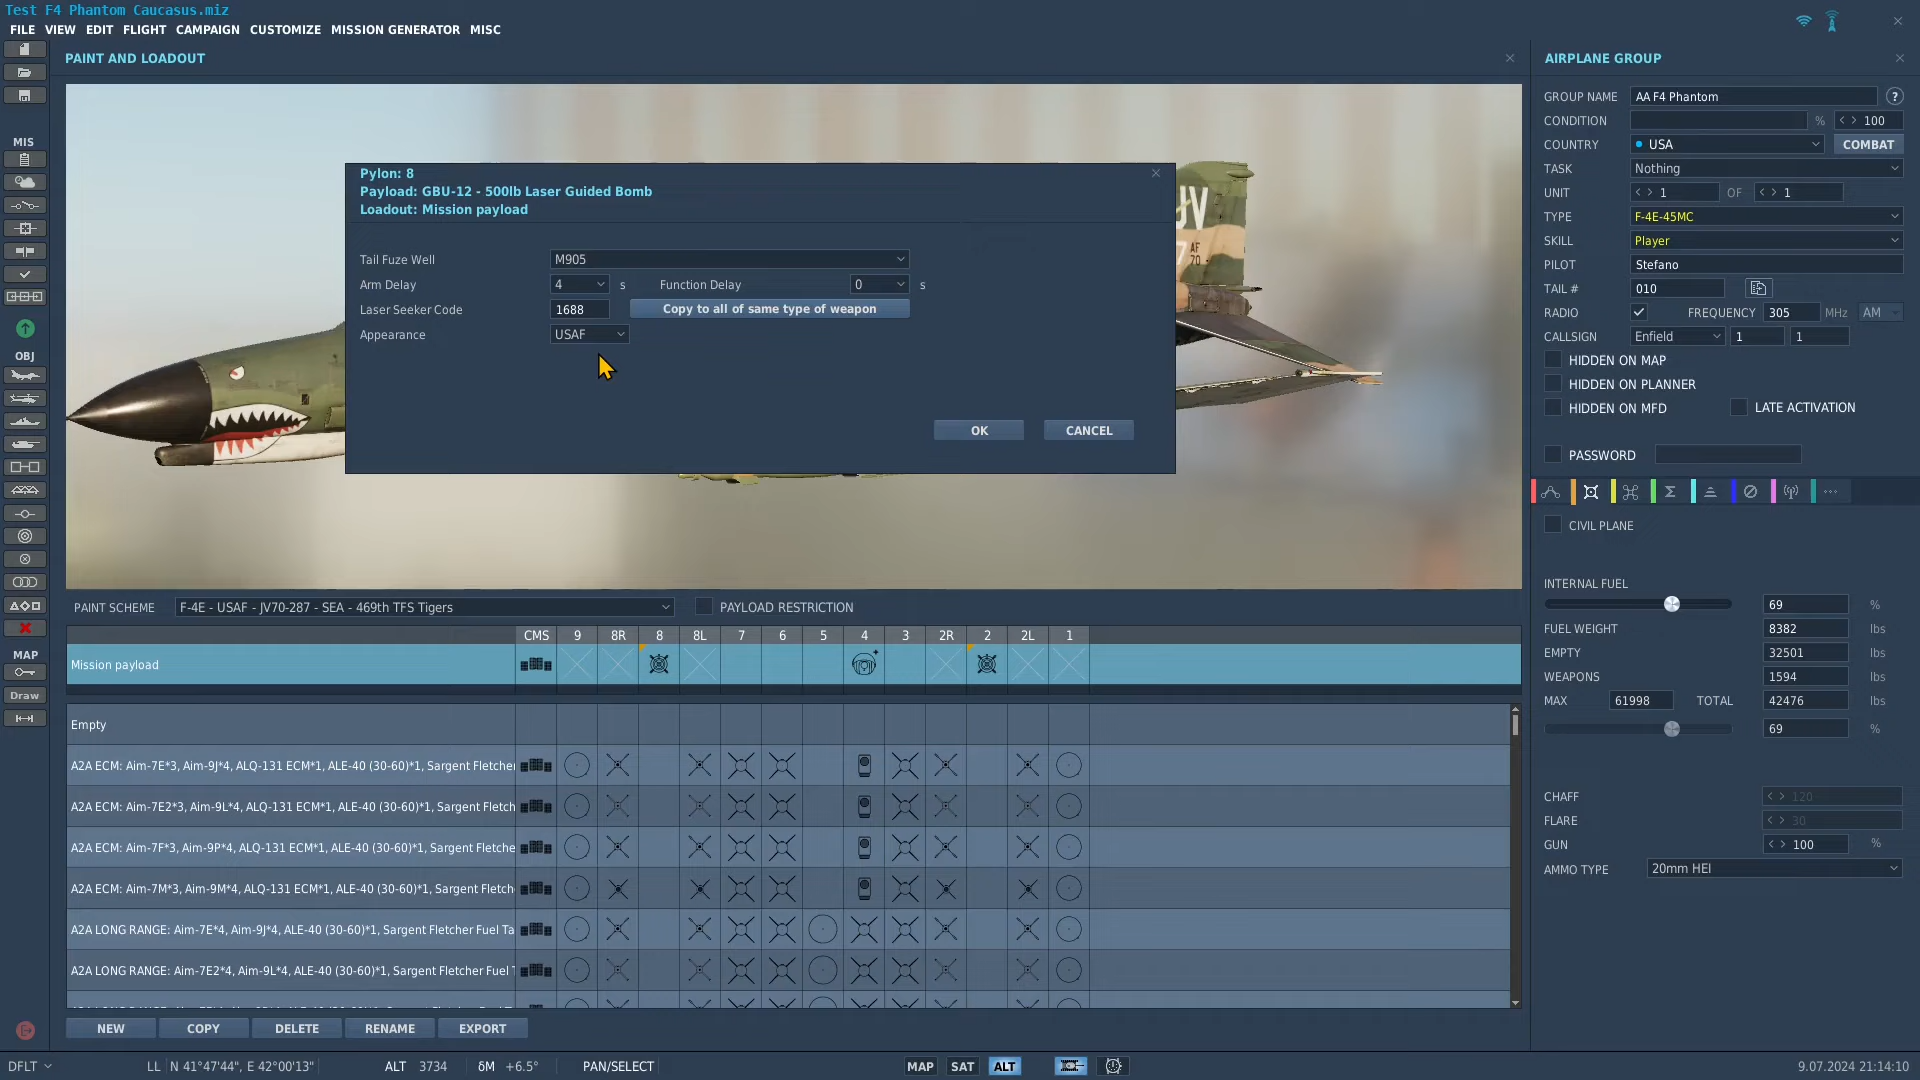 Test F4 Phantom Caucasus.miz
FILE VIEW EDIT FLIGHT CAMPAIGN CUSTOMIZE MISSION GENERATOR MISC
PAINT AND LOADOUT
Pylon: 8
Payload: GBU-12 - 500lb Laser Guided Bomb
Loadout: Mission payload
Tail Fuze Well M905
Arm Delay 4 s Function Delay 0 s
Laser Seeker Code 1688 Copy to all of same type of weapon
Appearance USAF
OK CANCEL
JV
AF
70
7
PAINT SCHEME F-4E - USAF - JV70-287 - SEA - 469th TFS Tigers PAYLOAD RESTRICTION
CMS 9 8R 8 8L 7 6 5 4 3 2R 2 2L 1
Mission payload
Empty
A2A ECM: Aim-7E*3, Aim-9J*4, ALQ-131 ECM*1, ALE-40 (30-60)*1, Sargent Fletcher
A2A ECM: Aim-7E2*3, Aim-9L*4, ALQ-131 ECM*1, ALE-40 (30-60)*1, Sargent Fletch
A2A ECM: Aim-7F*3, Aim-9P*4, ALQ-131 ECM*1, ALE-40 (30-60)*1, Sargent Fletche
A2A ECM: Aim-7M*3, Aim-9M*4, ALQ-131 ECM*1, ALE-40 (30-60)*1, Sargent Fletch
A2A LONG RANGE: Aim-7E*4, Aim-9J*4, ALE-40 (30-60)*1, Sargent Fletcher Fuel Ta
A2A LONG RANGE: Aim-7E2*4, Aim-9L*4, ALE-40 (30-60)*1, Sargent Fletcher Fuel T
NEW COPY DELETE RENAME EXPORT
MIS
OBJ
MAP
Draw
AIRPLANE GROUP
GROUP NAME AA F4 Phantom ?
CONDITION % < > 100
COUNTRY USA COMBAT
TASK Nothing
UNIT < > 1 OF < > 1
TYPE F-4E-45MC
SKILL Player
PILOT Stefano
TAIL # 010
RADIO FREQUENCY 305 MHz AM
CALLSIGN Enfield 1 1
HIDDEN ON MAP
HIDDEN ON PLANNER
HIDDEN ON MFD LATE ACTIVATION
PASSWORD
CIVIL PLANE
INTERNAL FUEL
69 %
FUEL WEIGHT 8382 lbs
EMPTY 32501 lbs
WEAPONS 1594 lbs
MAX 61998 TOTAL 42476 lbs
69 %
CHAFF < > 120
FLARE < > 30
GUN < > 100 %
AMMO TYPE 20mm HEI
DFLT LL N 41°47'44", E 42°00'13" ALT 3734 δM +6.5° PAN/SELECT MAP SAT ALT 9.07.2024 21:14:10